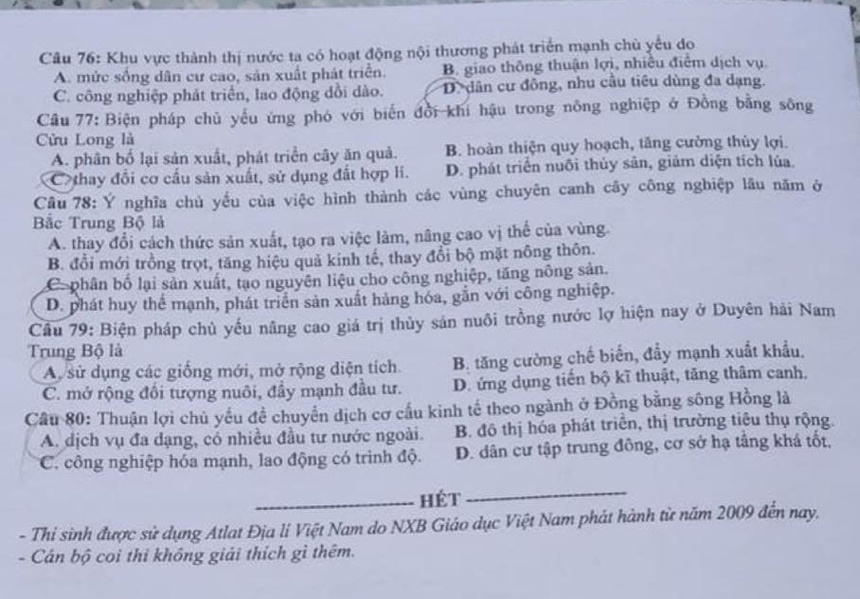 Câu 76: Khu vực thành thị nước ta có hoạt động nội thương phát triển mạnh chủ yếu do
A. mức sống dân cư cao, sản xuất phát triển. B. giao thông thuận lợi, nhiều điểm dịch vụ.
C. công nghiệp phát triển, lao động dồi dào. D. dân cư đông, nhu cầu tiêu dùng đa dạng.
Câu 77: Biện pháp chủ yếu ứng phó với biến đổi khí hậu trong nông nghiệp ở Đồng bằng sông
Cửu Long là
A. phân bố lại sản xuất, phát triển cây ăn quả. B. hoàn thiện quy hoạch, tăng cường thủy lợi.
C. thay đổi cơ cấu sản xuất, sử dụng đất hợp lí. D. phát triển nuôi thủy sản, giảm diện tích lúa.
Câu 78: Ý nghĩa chủ yếu của việc hình thành các vùng chuyên canh cây công nghiệp lâu năm ở
Bắc Trung Bộ là
A. thay đổi cách thức sản xuất, tạo ra việc làm, nâng cao vị thế của vùng.
B. đổi mới trồng trọt, tăng hiệu quả kinh tế, thay đổi bộ mặt nông thôn.
C. phân bố lại sản xuất, tạo nguyên liệu cho công nghiệp, tăng nông sản.
D. phát huy thế mạnh, phát triển sản xuất hàng hóa, gắn với công nghiệp.
Câu 79: Biện pháp chủ yếu nâng cao giá trị thủy sản nuôi trồng nước lợ hiện nay ở Duyên hải Nam
Trung Bộ là
A. sử dụng các giống mới, mở rộng diện tích. B. tăng cường chế biến, đẩy mạnh xuất khẩu.
C. mở rộng đối tượng nuôi, đẩy mạnh đầu tư. D. ứng dụng tiến bộ kĩ thuật, tăng thâm canh.
Câu 80: Thuận lợi chủ yếu để chuyển dịch cơ cấu kinh tế theo ngành ở Đồng bằng sông Hồng là
A. dịch vụ đa dạng, có nhiều đầu tư nước ngoài. B. đô thị hóa phát triển, thị trường tiêu thụ rộng.
C. công nghiệp hóa mạnh, lao động có trình độ. D. dân cư tập trung đông, cơ sở hạ tầng khá tốt.
HẾT
- Thí sinh được sử dụng Atlat Địa lí Việt Nam do NXB Giáo dục Việt Nam phát hành từ năm 2009 đến nay.
- Cán bộ coi thi không giải thích gì thêm.